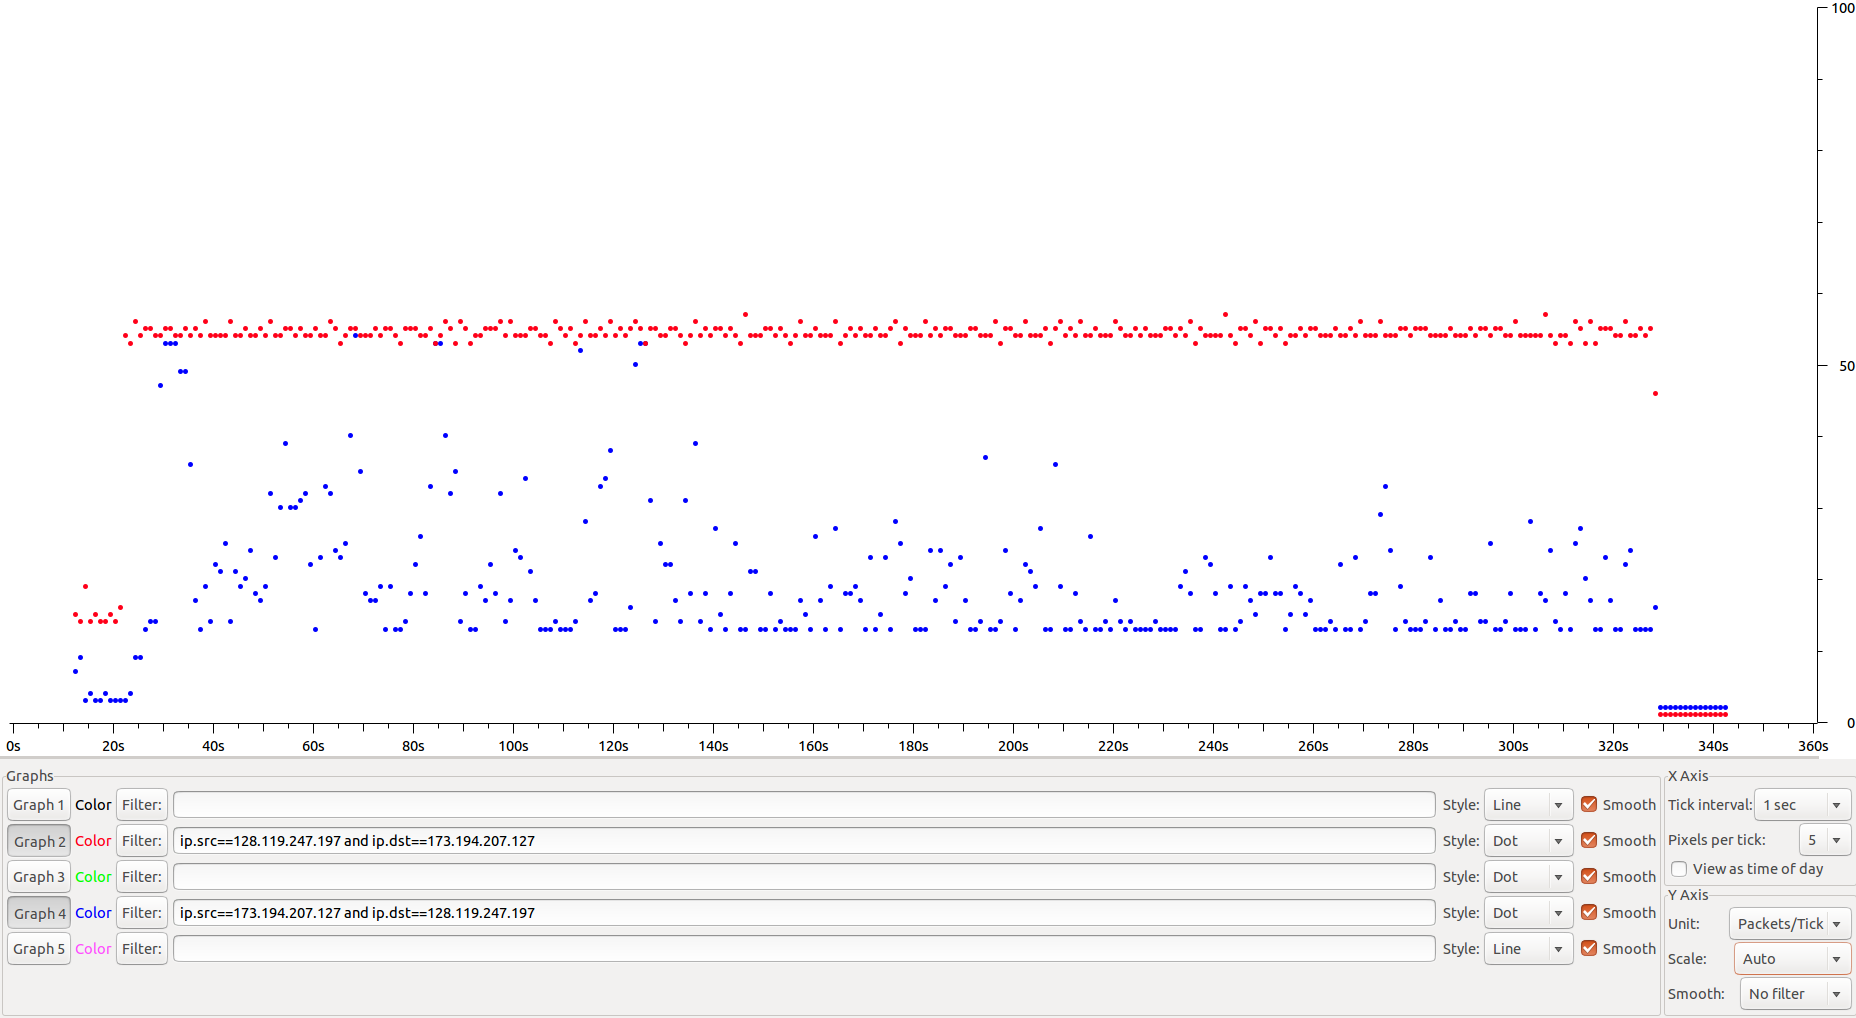 100
50
0
0s 20s 40s 60s 80s 100s 120s 140s 160s 180s 200s 220s 240s 260s 280s 300s 320s 340s 360s
Graphs
Graph 1 Color Filter: Style: Line Smooth
Graph 2 Color Filter: ip.src==128.119.247.197 and ip.dst==173.194.207.127 Style: Dot Smooth
Graph 3 Color Filter: Style: Dot Smooth
Graph 4 Color Filter: ip.src==173.194.207.127 and ip.dst==128.119.247.197 Style: Dot Smooth
Graph 5 Color Filter: Style: Line Smooth
X Axis
Tick interval: 1 sec
Pixels per tick: 5
View as time of day
Y Axis
Unit: Packets/Tick
Scale: Auto
Smooth: No filter